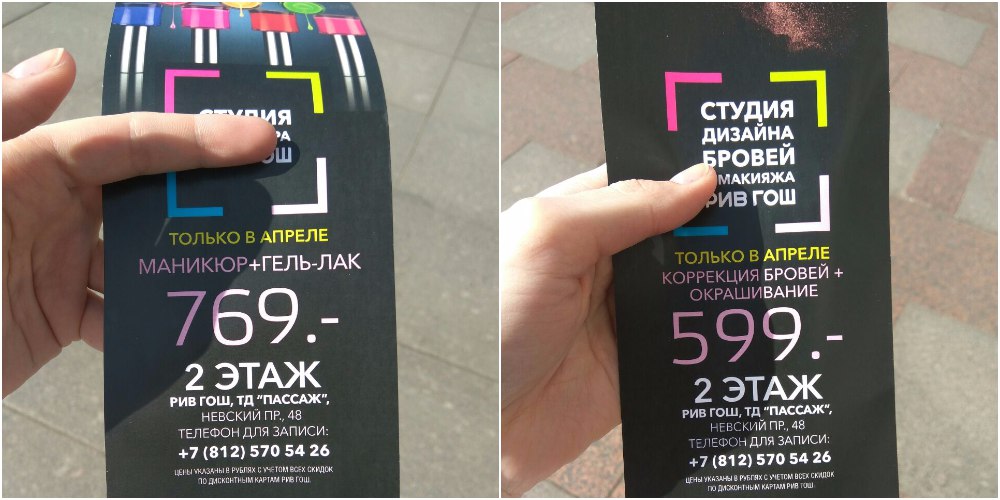 СТУДИЯ
ТОЛЬКО В АПРЕЛЕ
МАНИКЮР+ГЕЛЬ-ЛАК
769.-
2 ЭТАЖ
РИВ ГОШ, ТД "ПАССАЖ",
НЕВСКИЙ ПР., 48
ТЕЛЕФОН ДЛЯ ЗАПИСИ:
+7 (812) 570 54 26
ЦЕНЫ УКАЗАНЫ В РУБЛЯХ С УЧЕТОМ ВСЕХ СКИДОК
ПО ДИСКОНТНЫМ КАРТАМ РИВ ГОШ.
СТУДИЯ
ДИЗАЙНА
БРОВЕЙ
МАКИЯЖА
РИВ ГОШ
ТОЛЬКО В АПРЕЛЕ
КОРРЕКЦИЯ БРОВЕЙ +
ОКРАШИВАНИЕ
599.-
2 ЭТАЖ
РИВ ГОШ, ТД "ПАССАЖ",
НЕВСКИЙ ПР., 48
ТЕЛЕФОН ДЛЯ ЗАПИСИ:
+7 (812) 570 54 26
ЦЕНЫ УКАЗАНЫ В РУБЛЯХ С УЧЕТОМ ВСЕХ СКИДОК
ПО ДИСКОНТНЫМ КАРТАМ РИВ ГОШ.